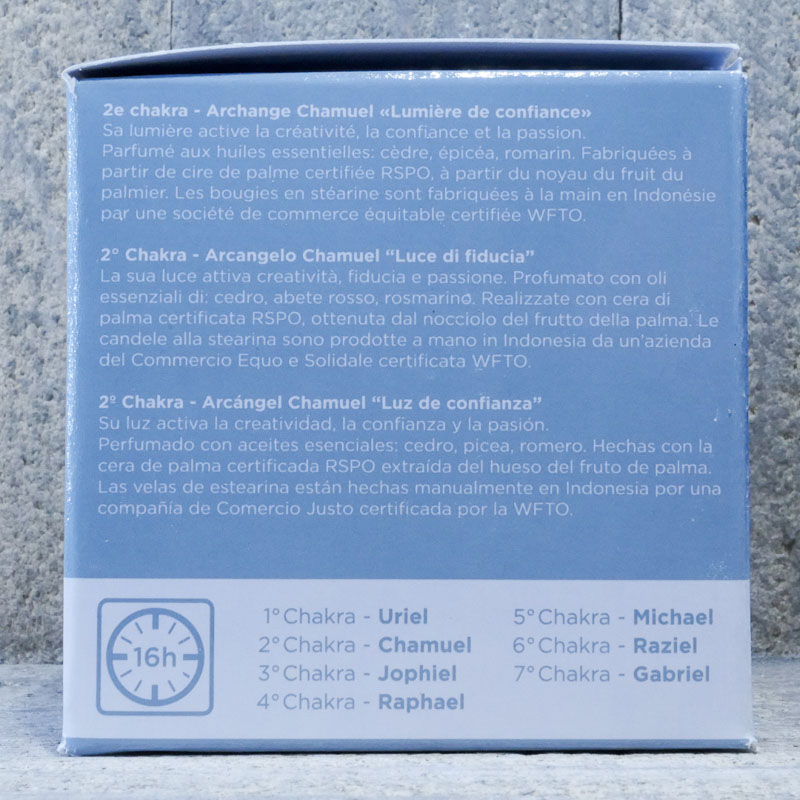 2e chakra - Archange Chamuel «Lumière de confiance»
Sa lumière active la créativité, la confiance et la passion.
Parfumé aux huiles essentielles: cèdre, épicéa, romarin. Fabriquées à
partir de cire de palme certifiée RSPO, à partir du noyau du fruit du
palmier. Les bougies en stéarine sont fabriquées à la main en Indonésie
par une société de commerce équitable certifiée WFTO.
2° Chakra - Arcangelo Chamuel “Luce di fiducia”
La sua luce attiva creatività, fiducia e passione. Profumato con oli
essenziali di: cedro, abete rosso, rosmarino. Realizzate con cera di
palma certificata RSPO, ottenuta dal nocciolo del frutto della palma. Le
candele alla stearina sono prodotte a mano in Indonesia da un’azienda
del Commercio Equo e Solidale certificata WFTO.
2º Chakra - Arcángel Chamuel “Luz de confianza”
Su luz activa la creatividad, la confianza y la pasión.
Perfumado con aceites esenciales: cedro, picea, romero. Hechas con la
cera de palma certificada RSPO extraída del hueso del fruto de palma.
Las velas de estearina están hechas manualmente en Indonesia por una
compañía de Comercio Justo certificada por la WFTO.
16h
1° Chakra - Uriel
2° Chakra - Chamuel
3° Chakra - Jophiel
4° Chakra - Raphael
5° Chakra - Michael
6° Chakra - Raziel
7° Chakra - Gabriel